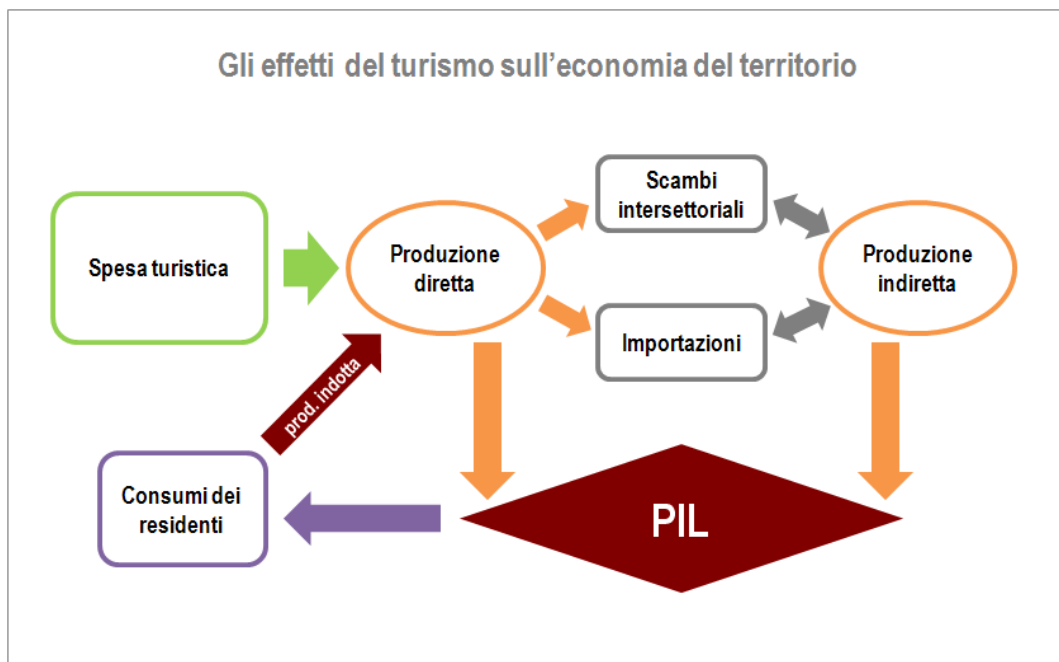 Gli effetti del turismo sull'economia del territorio
Scambi
intersettoriali
Spesa turistica
Produzione
diretta
Produzione
indiretta
Importazioni
prod. indotta
Consumi dei
residenti
PIL